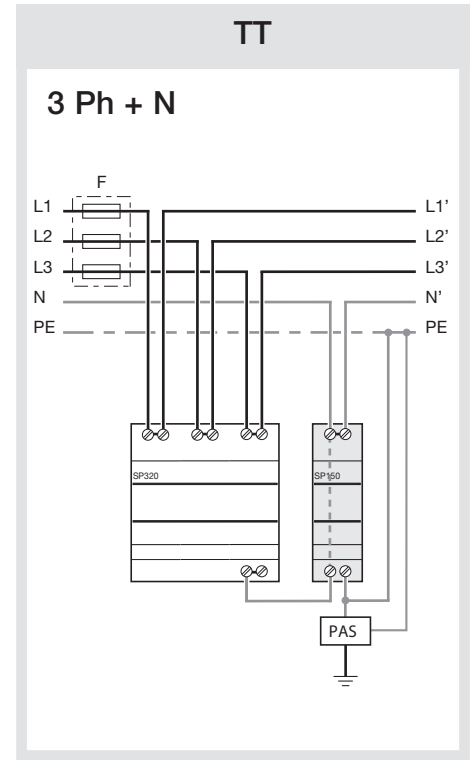 TT
3 Ph + N
F
L1 L1'
L2 L2'
L3 L3'
N N'
PE PE
SP320 SP150
PAS